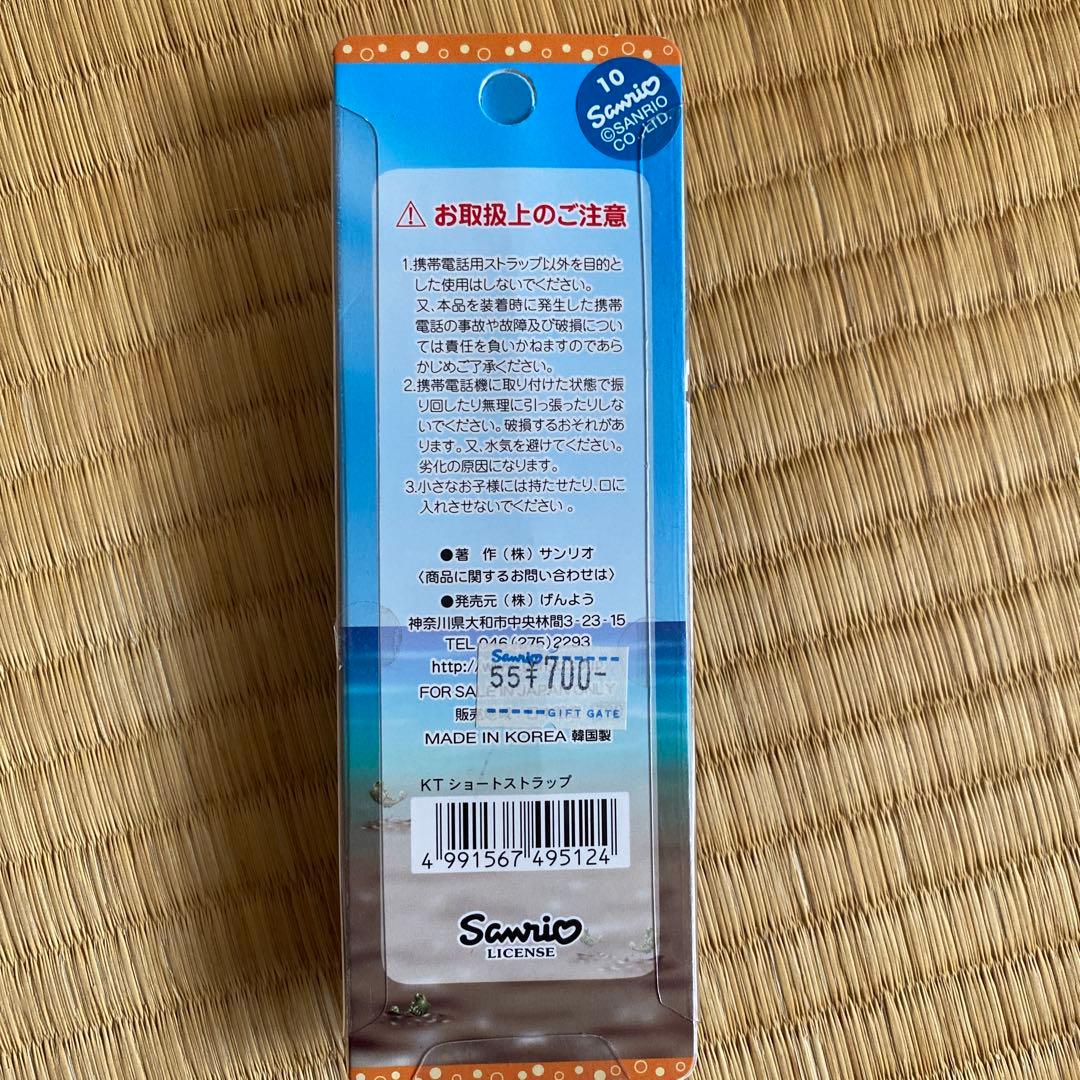 10
Sanrio
©SANRIO
CO., LTD.
⚠ お取扱上のご注意
1.携帯電話用ストラップ以外を目的と
した使用はしないでください。
又、本品を装着時に発生した携帯
電話の事故や故障及び破損につい
ては責任を負いかねますのであら
かじめご了承ください。
2.携帯電話機に取り付けた状態で振
り回したり無理に引っ張ったりしな
いでください。破損するおそれがあ
ります。又、水気を避けてください。
劣化の原因になります。
3.小さなお子様には持たせたり、口に
入れさせないでください。
●著 作(株)サンリオ
〈商品に関するお問い合わせは〉
●発売元(株)げんよう
神奈川県大和市中央林間3-23-15
TEL 046(275)2293
http://w
Sanrio
55¥700-
GIFT GATE
FOR SALE IN JAPAN ONLY
販売
MADE IN KOREA 韓国製
KT ショートストラップ
4 991567 495124
Sanrio
LICENSE